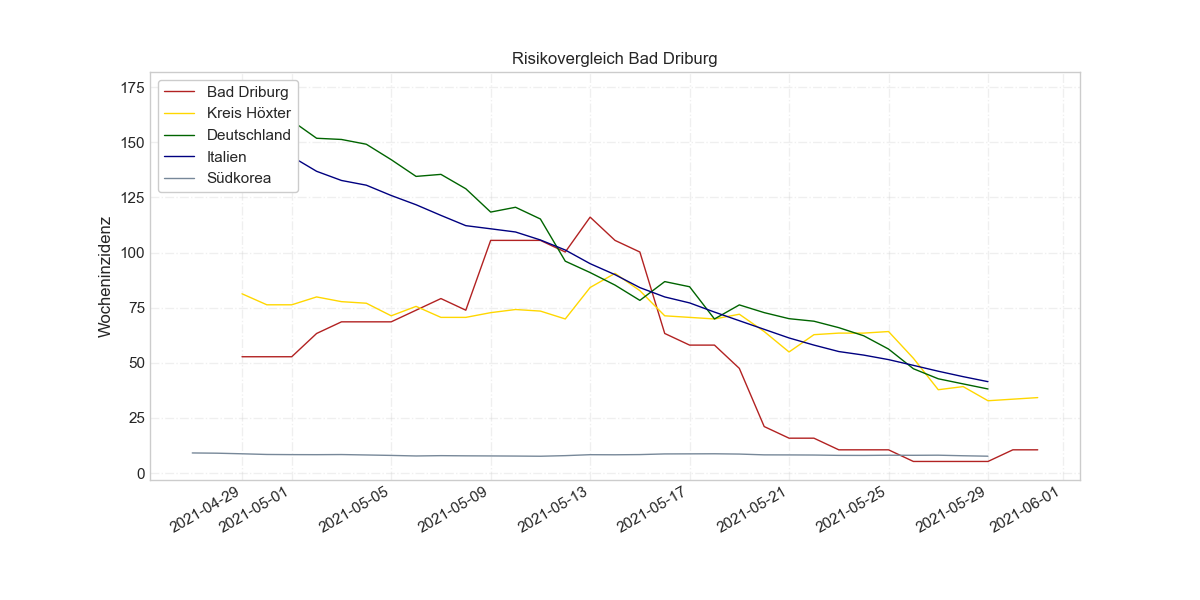 Risikovergleich Bad Driburg
Bad Driburg
Kreis Höxter
Deutschland
Italien
Südkorea
Wocheninzidenz
175
150
125
100
75
50
25
0
2021-04-29
2021-05-01
2021-05-05
2021-05-09
2021-05-13
2021-05-17
2021-05-21
2021-05-25
2021-05-29
2021-06-01